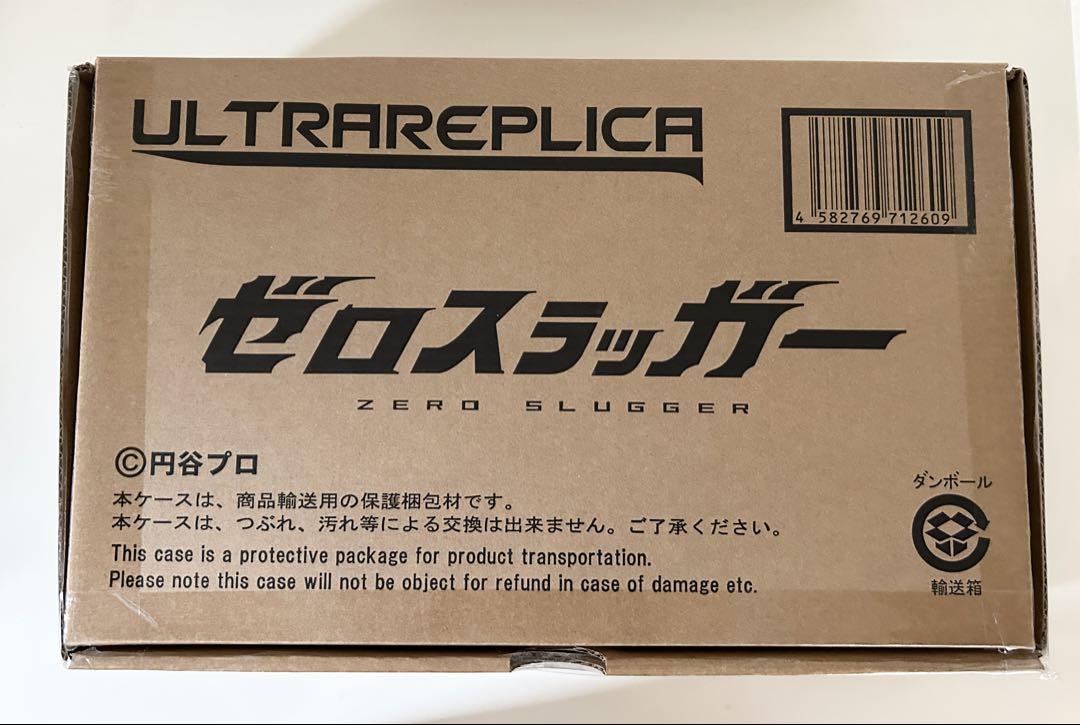 ULTRAREPLICA
4 582769 712609
ゼロスラッガー
ZERO SLUGGER
©円谷プロ
本ケースは、商品輸送用の保護梱包材です。
本ケースは、つぶれ、汚れ等による交換は出来ません。ご了承ください。
This case is a protective package for product transportation.
Please note this case will not be object for refund in case of damage etc.
ダンボール
輸送箱